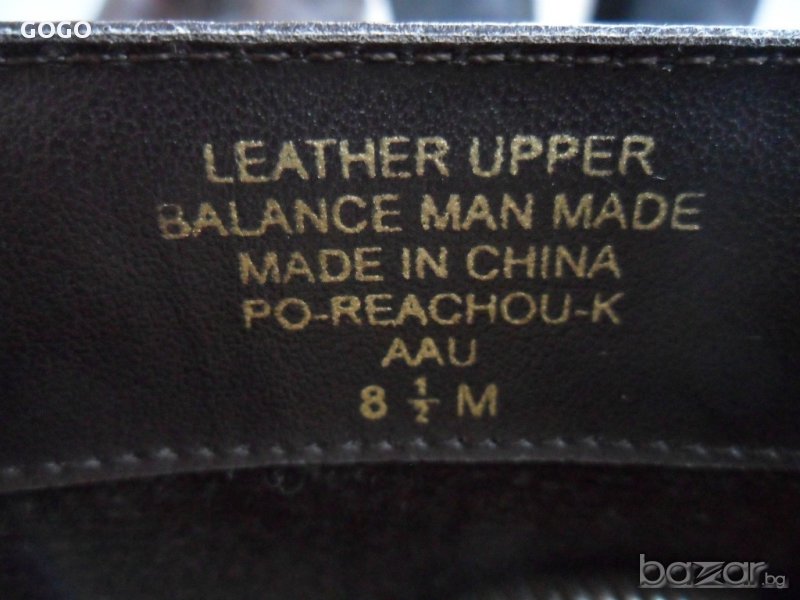 GOGO
LEATHER UPPER
BALANCE MAN MADE
MADE IN CHINA
PO-REACHOU-K
AAU
8 ½ M
bazar.bg